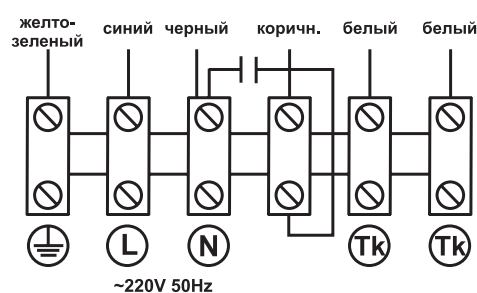 желто-
зеленый
синий
черный
коричн.
белый
белый
L
N
Tk
Tk
~220V 50Hz